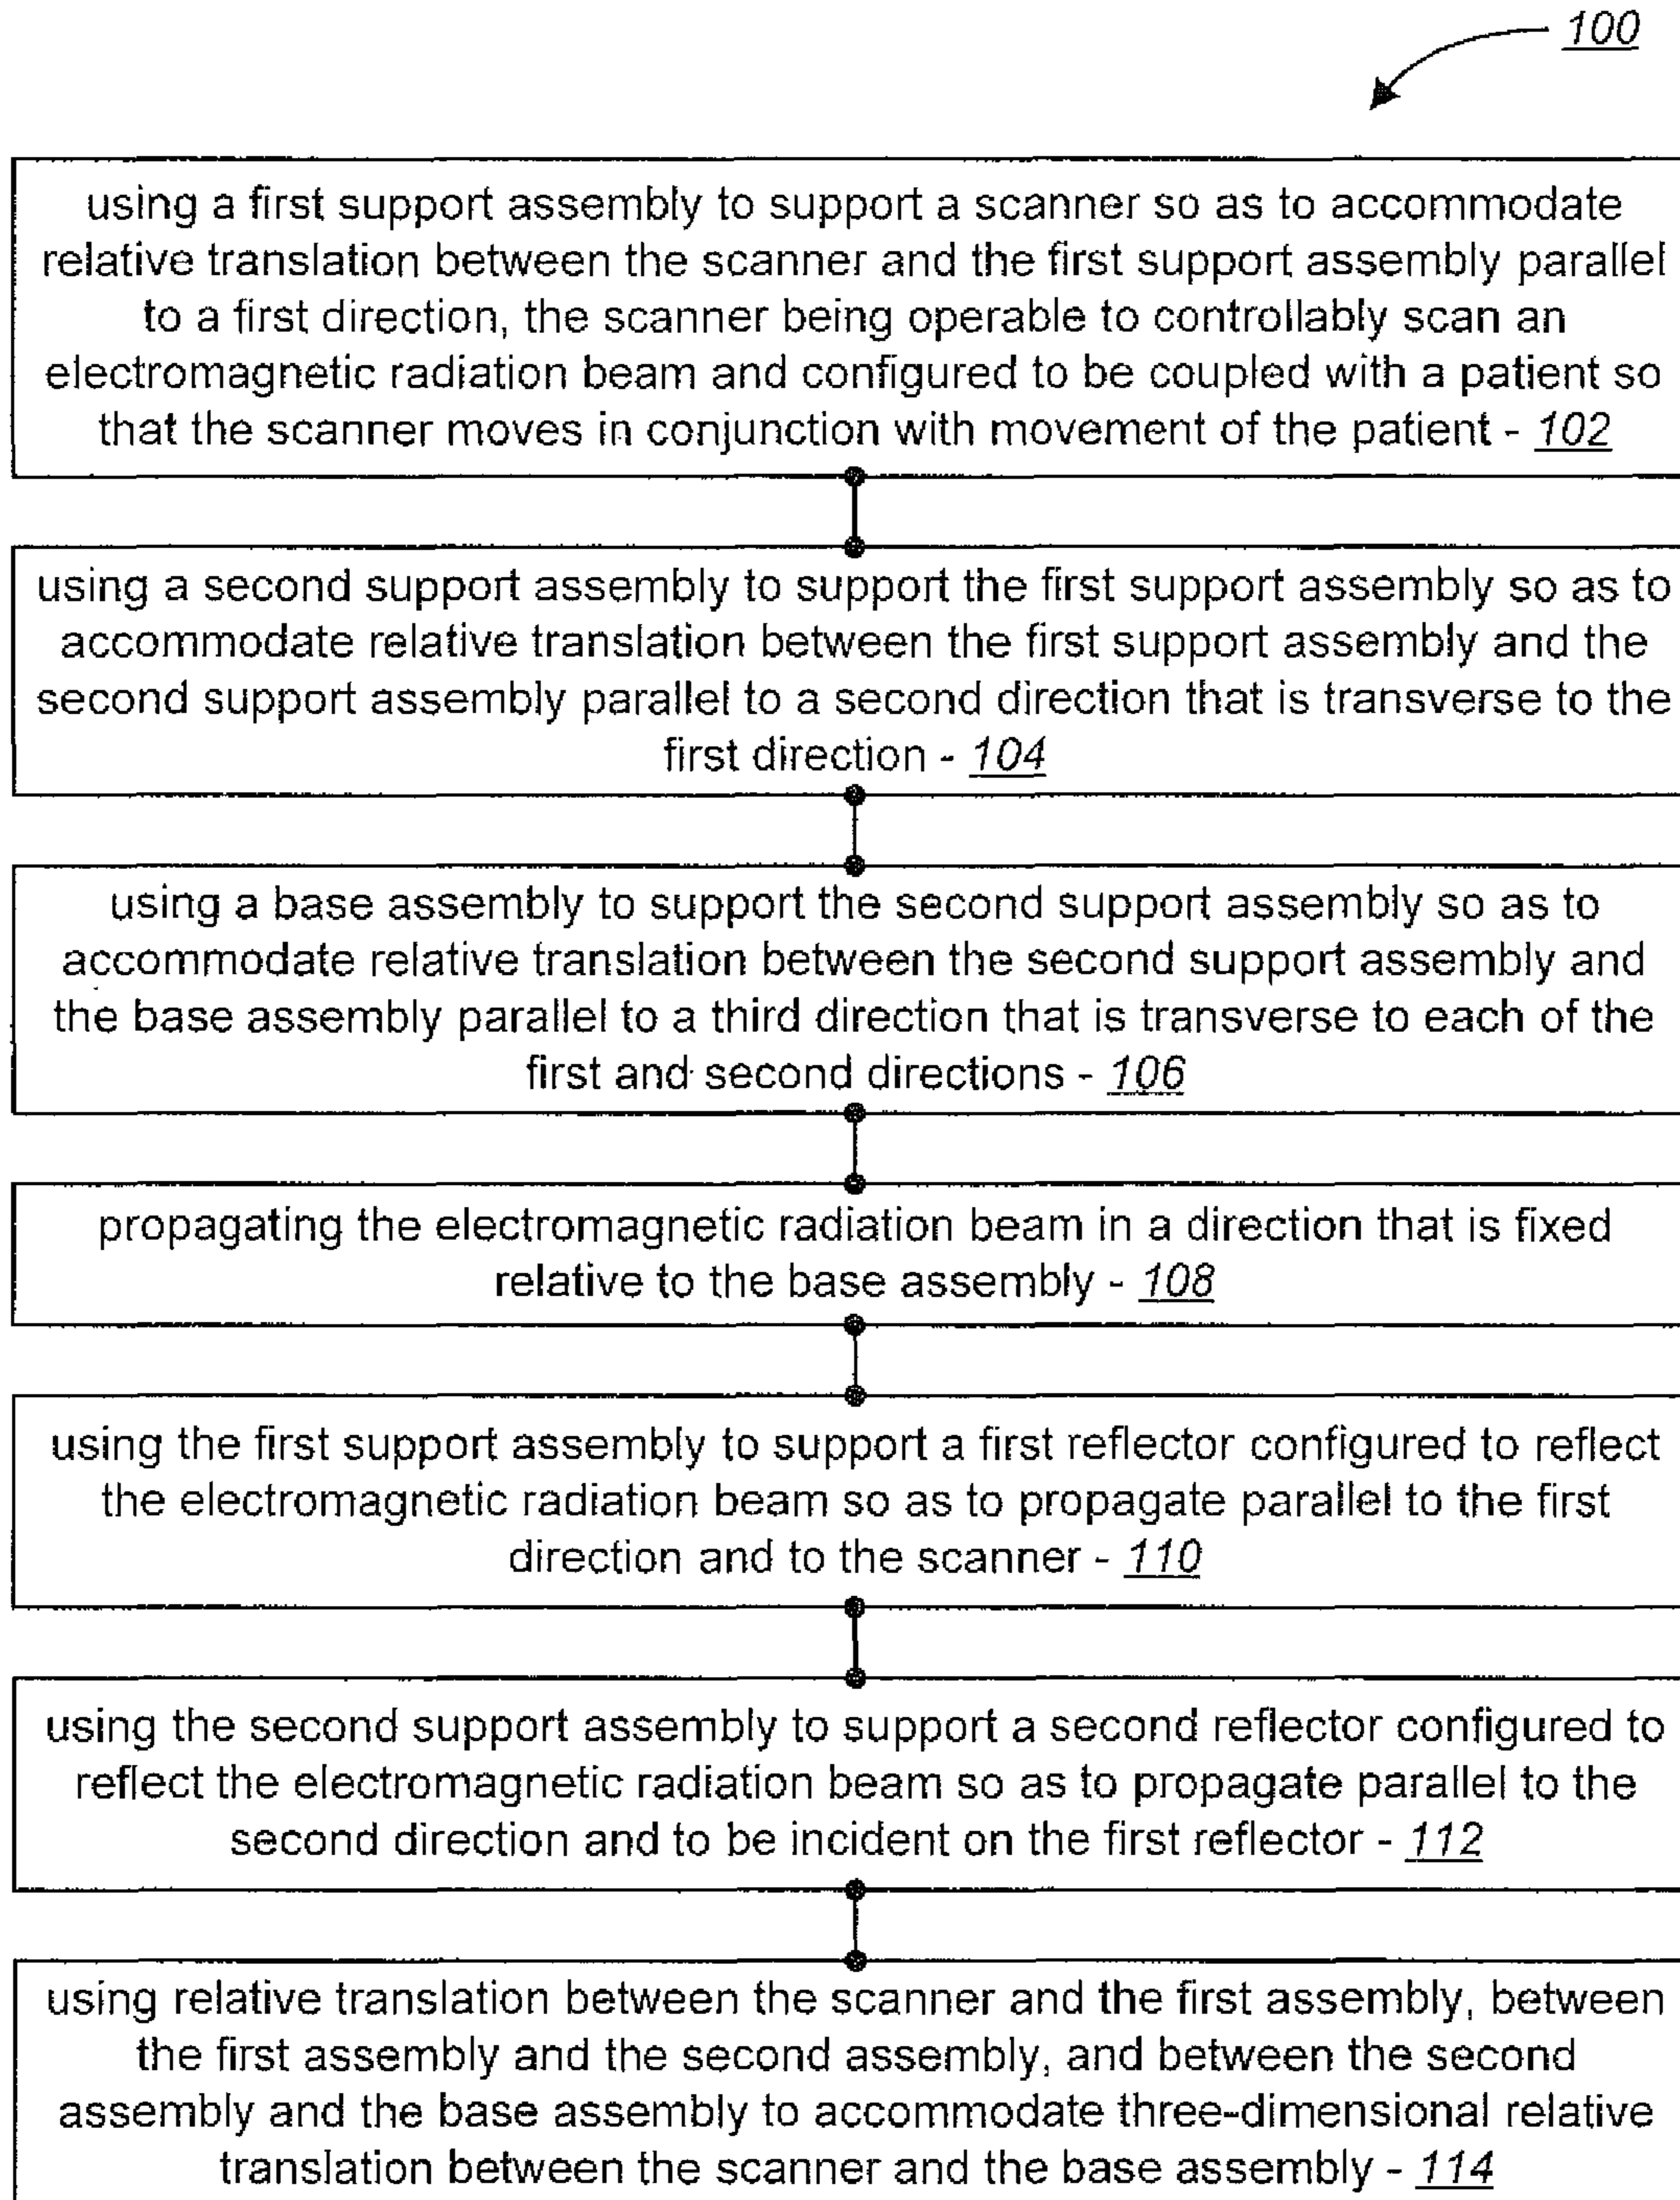 100
using a first support assembly to support a scanner so as to accommodate
relative translation between the scanner and the first support assembly parallel
to a first direction, the scanner being operable to controllably scan an
electromagnetic radiation beam and configured to be coupled with a patient so
that the scanner moves in conjunction with movement of the patient - 102
using a second support assembly to support the first support assembly so as to
accommodate relative translation between the first support assembly and the
second support assembly parallel to a second direction that is transverse to the
first direction - 104
using a base assembly to support the second support assembly so as to
accommodate relative translation between the second support assembly and
the base assembly parallel to a third direction that is transverse to each of the
first and second directions - 106
propagating the electromagnetic radiation beam in a direction that is fixed
relative to the base assembly - 108
using the first support assembly to support a first reflector configured to reflect
the electromagnetic radiation beam so as to propagate parallel to the first
direction and to the scanner - 110
using the second support assembly to support a second reflector configured to
reflect the electromagnetic radiation beam so as to propagate parallel to the
second direction and to be incident on the first reflector - 112
using relative translation between the scanner and the first assembly, between
the first assembly and the second assembly, and between the second
assembly and the base assembly to accommodate three-dimensional relative
translation between the scanner and the base assembly - 114